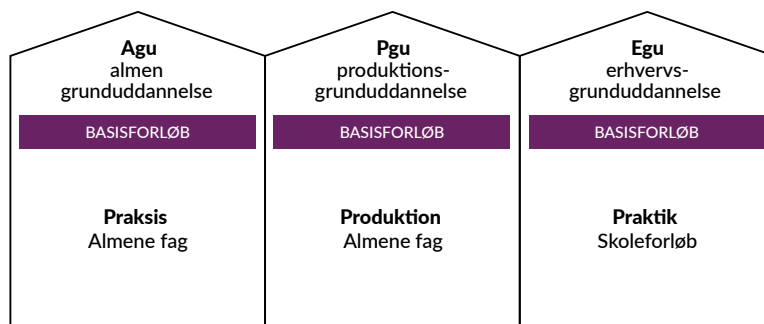 Agu
almen
grunduddannelse
BASISFORLØB
Praksis
Almene fag
Pgu
produktions-
grunduddannelse
BASISFORLØB
Produktion
Almene fag
Egu
erhvervs-
grunduddannelse
BASISFORLØB
Praktik
Skoleforløb